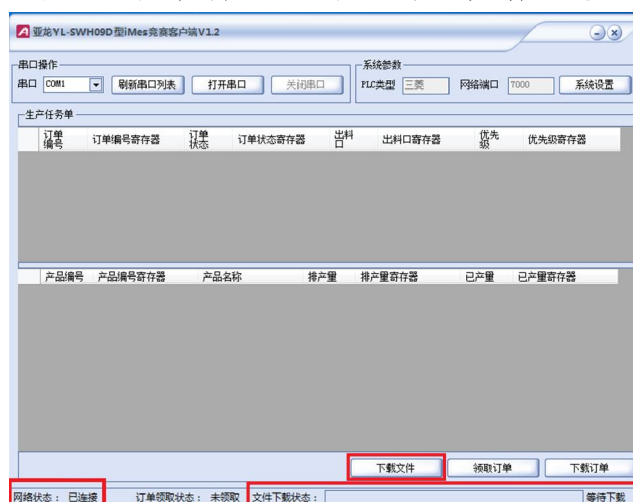 亚龙YL-SWH09D型iMes竞赛客户端V1.2
串口操作
系统参数
串口 COM1 刷新串口列表 打开串口 关闭串口 PLC类型 三菱 网络端口 7000 系统设置
生产任务单
订单编号 订单编号寄存器 订单状态 订单状态寄存器 出料口 出料口寄存器 优先级 优先级寄存器
产品编号 产品编号寄存器 产品名称 排产量 排产量寄存器 已产量 已产量寄存器
下载文件 领取订单 下载订单
网络状态： 已连接 订单领取状态： 未领取 文件下载状态： 等待下载